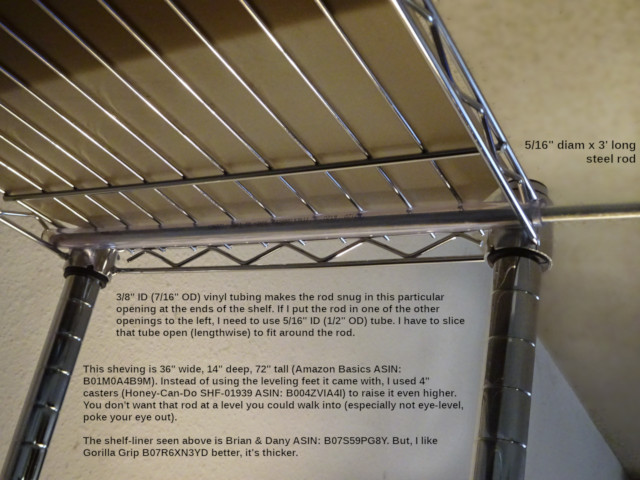 5/16" diam x 3' long
steel rod
3/8" ID (7/16" OD) vinyl tubing makes the rod snug in this particular
opening at the ends of the shelf. If I put the rod in one of the other
openings to the left, I need to use 5/16" ID (1/2" OD) tube. I have to slice
that tube open (lengthwise) to fit around the rod.
This sheving is 36" wide, 14" deep, 72" tall (Amazon Basics ASIN:
B01M0A4B9M). Instead of using the leveling feet it came with, I used 4"
casters (Honey-Can-Do SHF-01939 ASIN: B004ZVIA4I) to raise it even higher.
You don't want that rod at a level you could walk into (especially not eye-level,
poke your eye out).
The shelf-liner seen above is Brian & Dany ASIN: B07S59PG8Y. But, I like
Gorilla Grip B07R6XN3YD better, it's thicker.